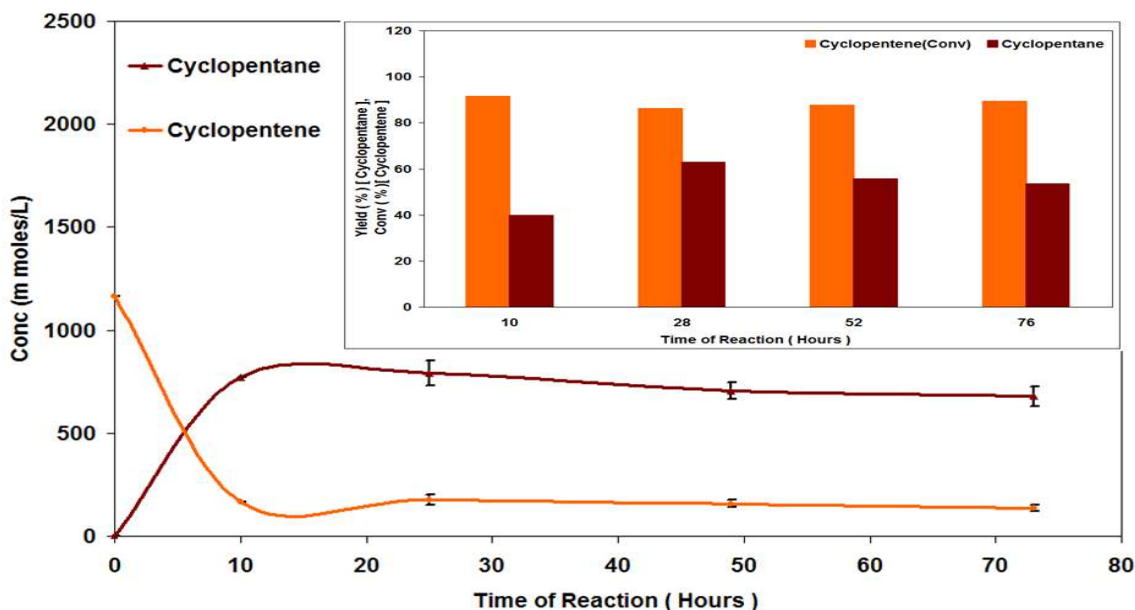 2500
2000
1500
1000
500
0
Conc (m moles/L)
Cyclopentane
Cyclopentene
0 10 20 30 40 50 60 70 80
Time of Reaction ( Hours )
120
100
80
60
40
20
0
Yield ( % ) [ Cyclopentane ],
Conv ( % )[ Cyclopentene ]
Cyclopentene(Conv) Cyclopentane
10 28 52 76
Time of Reaction ( Hours )